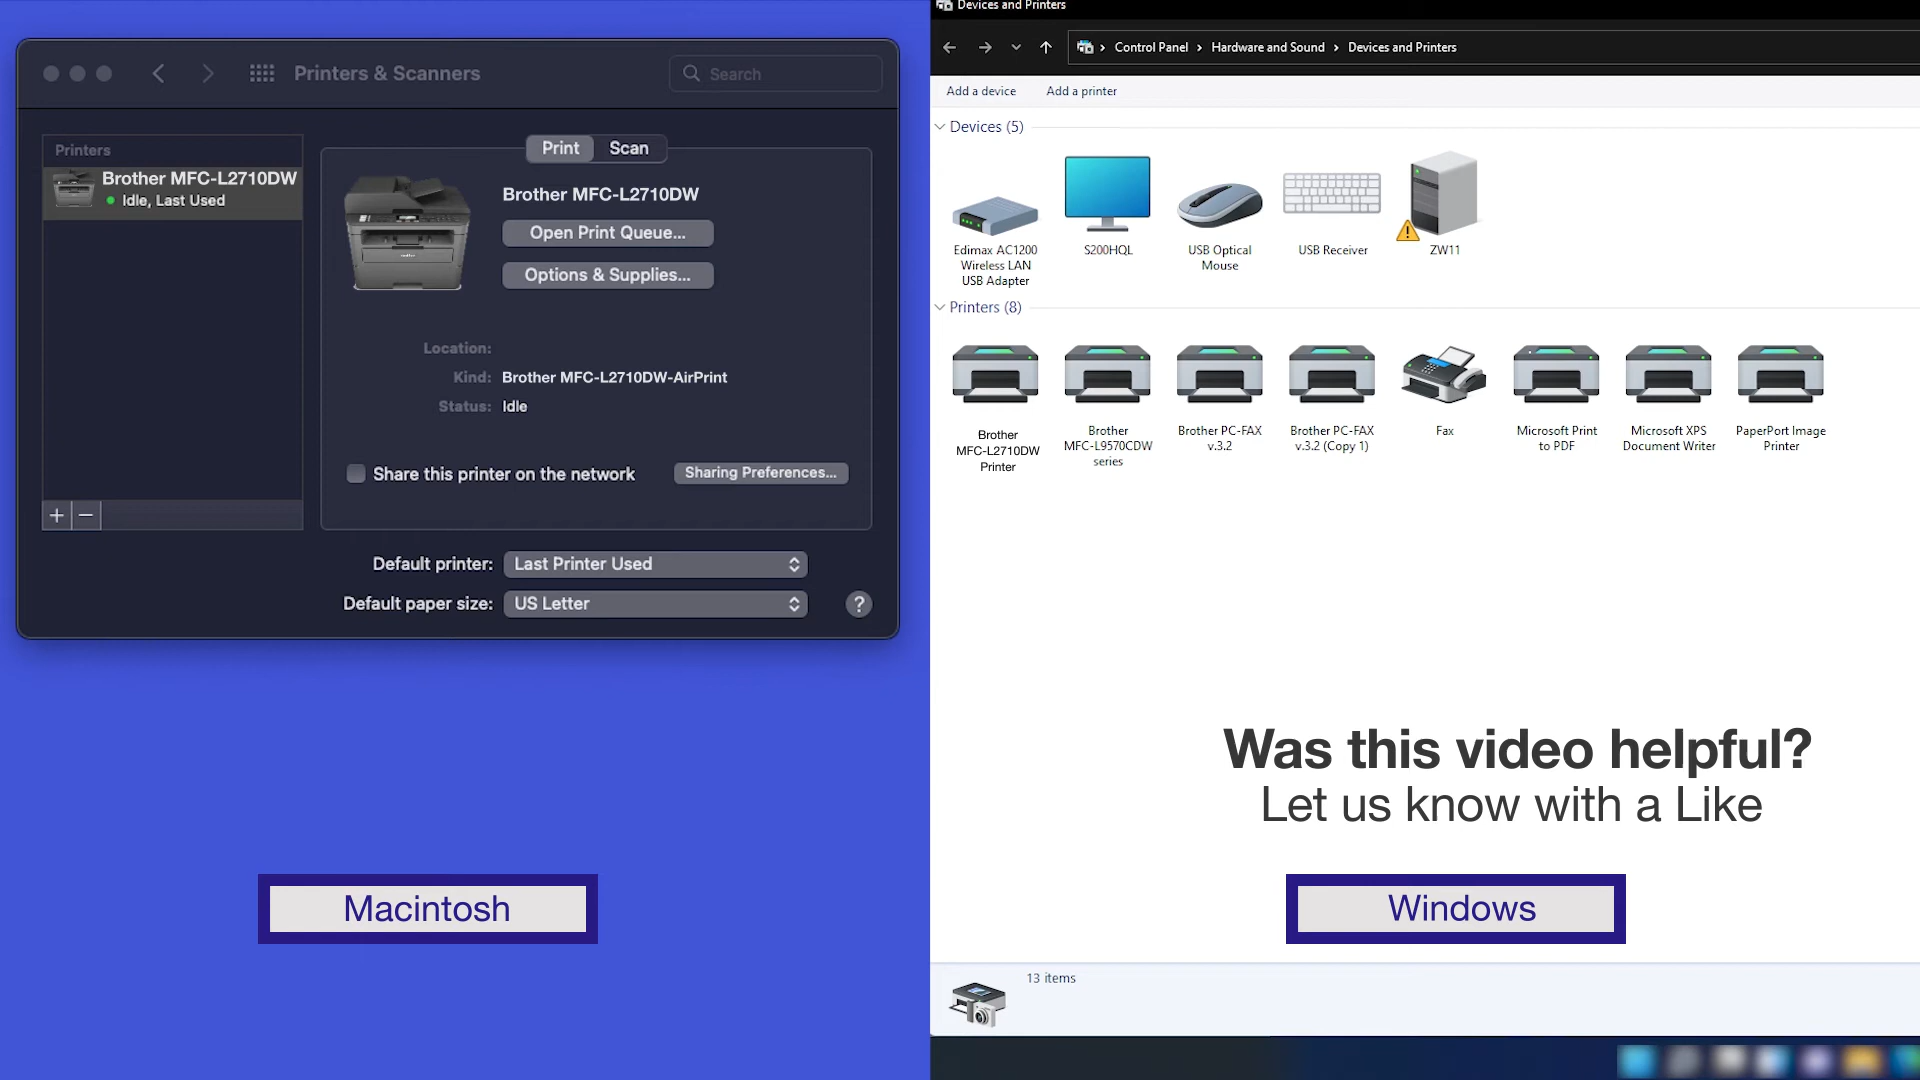 Printers & Scanners
Search
Printers
Brother MFC-L2710DW
Idle, Last Used
Print
Scan
Brother MFC-L2710DW
Open Print Queue...
Options & Supplies...
Location:
Kind: Brother MFC-L2710DW-AirPrint
Status: Idle
Share this printer on the network
Sharing Preferences...
+ −
Default printer: Last Printer Used
Default paper size: US Letter
?
Macintosh
Devices and Printers
Control Panel › Hardware and Sound › Devices and Printers
Add a device
Add a printer
Devices (5)
Edimax AC1200
Wireless LAN
USB Adapter
S200HQL
USB Optical
Mouse
USB Receiver
ZW11
Printers (8)
Brother
MFC-L2710DW
Printer
Brother
MFC-L9570CDW
series
Brother PC-FAX
v.3.2
Brother PC-FAX
v.3.2 (Copy 1)
Fax
Microsoft Print
to PDF
Microsoft XPS
Document Writer
PaperPort Image
Printer
Was this video helpful?
Let us know with a Like
Windows
13 items